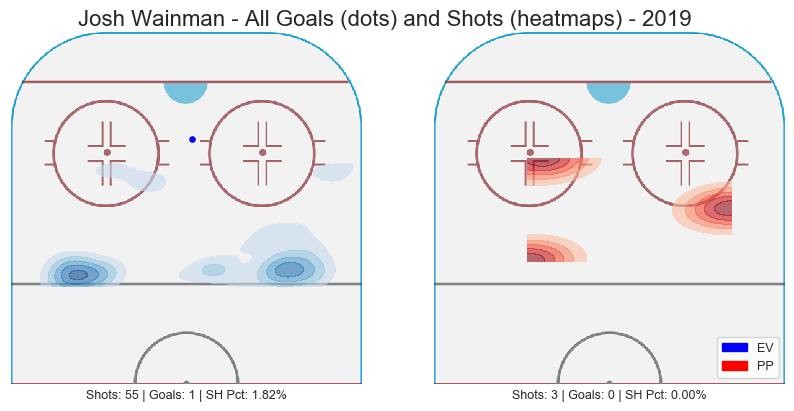 Josh Wainman - All Goals (dots) and Shots (heatmaps) - 2019
EV
PP
Shots: 55 | Goals: 1 | SH Pct: 1.82%
Shots: 3 | Goals: 0 | SH Pct: 0.00%